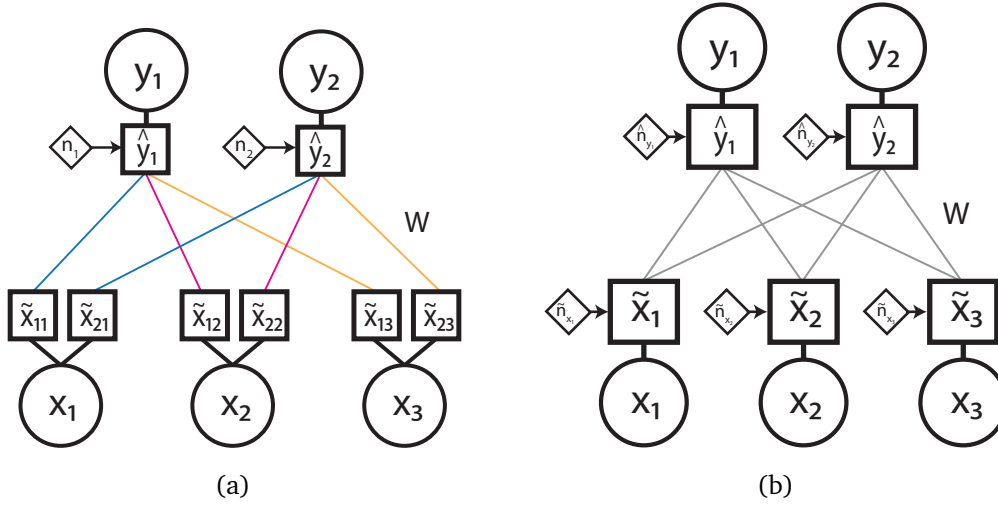 y₁ y₂
n₁ ŷ₁ n₂ ŷ₂
W
x̃₁₁ x̃₂₁ x̃₁₂ x̃₂₂ x̃₁₃ x̃₂₃
x₁ x₂ x₃
(a)
y₁ y₂
n̂y₁ ŷ₁ n̂y₂ ŷ₂
W
ñx₁ x̃₁ ñx₂ x̃₂ ñx₃ x̃₃
x₁ x₂ x₃
(b)